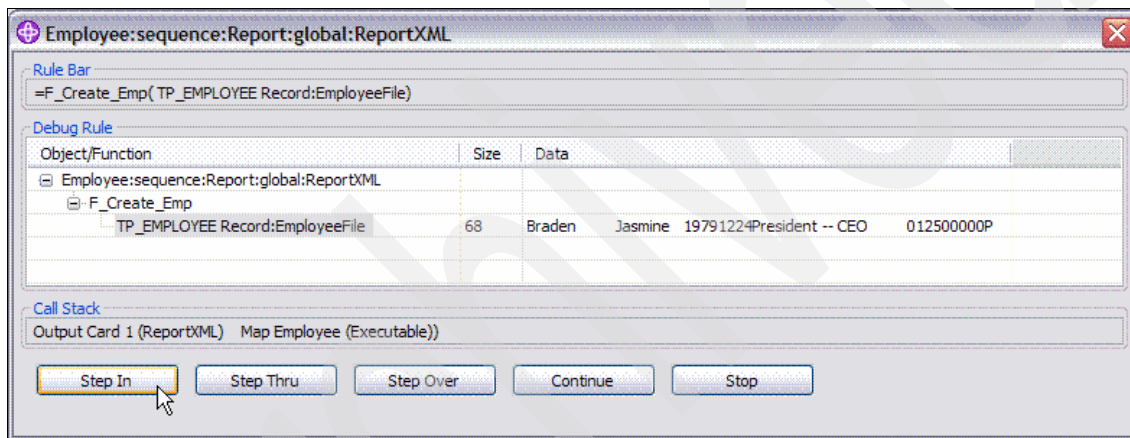 Employee:sequence:Report:global:ReportXML
Rule Bar
=F_Create_Emp( TP_EMPLOYEE Record:EmployeeFile)
Debug Rule
Object/Function Size Data
Employee:sequence:Report:global:ReportXML
F_Create_Emp
TP_EMPLOYEE Record:EmployeeFile 68 Braden Jasmine 19791224President -- CEO 012500000P
Call Stack
Output Card 1 (ReportXML) Map Employee (Executable))
Step In Step Thru Step Over Continue Stop